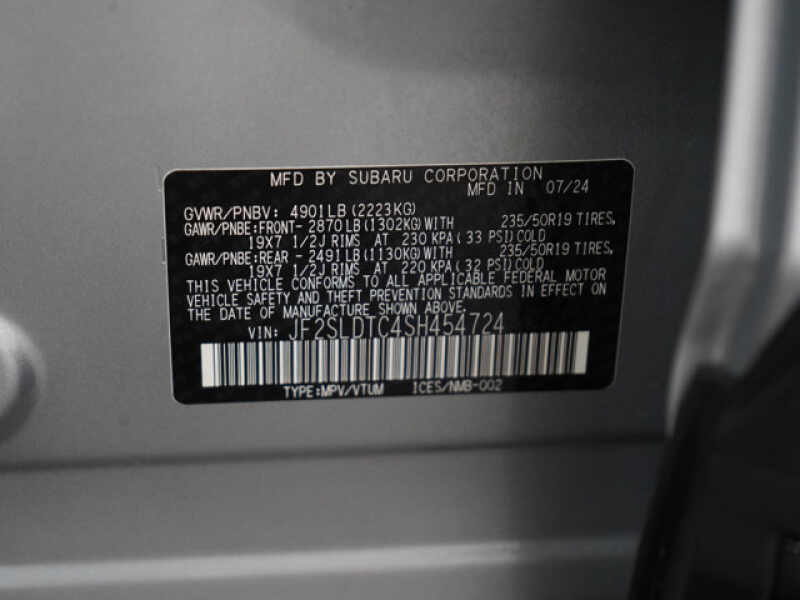 MFD BY SUBARU CORPORATION
MFD IN 07/24
GVWR/PNBV: 4901LB(2223KG)
GAWR/PNBE:FRONT- 2870LB(1302KG)WITH 235/50R19 TIRES,
19X7 1/2J RIMS AT 230 KPA(33 PSI)COLD
GAWR/PNBE:REAR - 2491LB(1130KG)WITH 235/50R19 TIRES,
19X7 1/2J RIMS AT 220 KPA(32 PSI)COLD
THIS VEHICLE CONFORMS TO ALL APPLICABLE FEDERAL MOTOR
VEHICLE SAFETY AND THEFT PREVENTION STANDARDS IN EFFECT ON
THE DATE OF MANUFACTURE SHOWN ABOVE.
VIN: JF2SLDTC4SH454724
TYPE:MPV/VTUM ICES/NMB-002